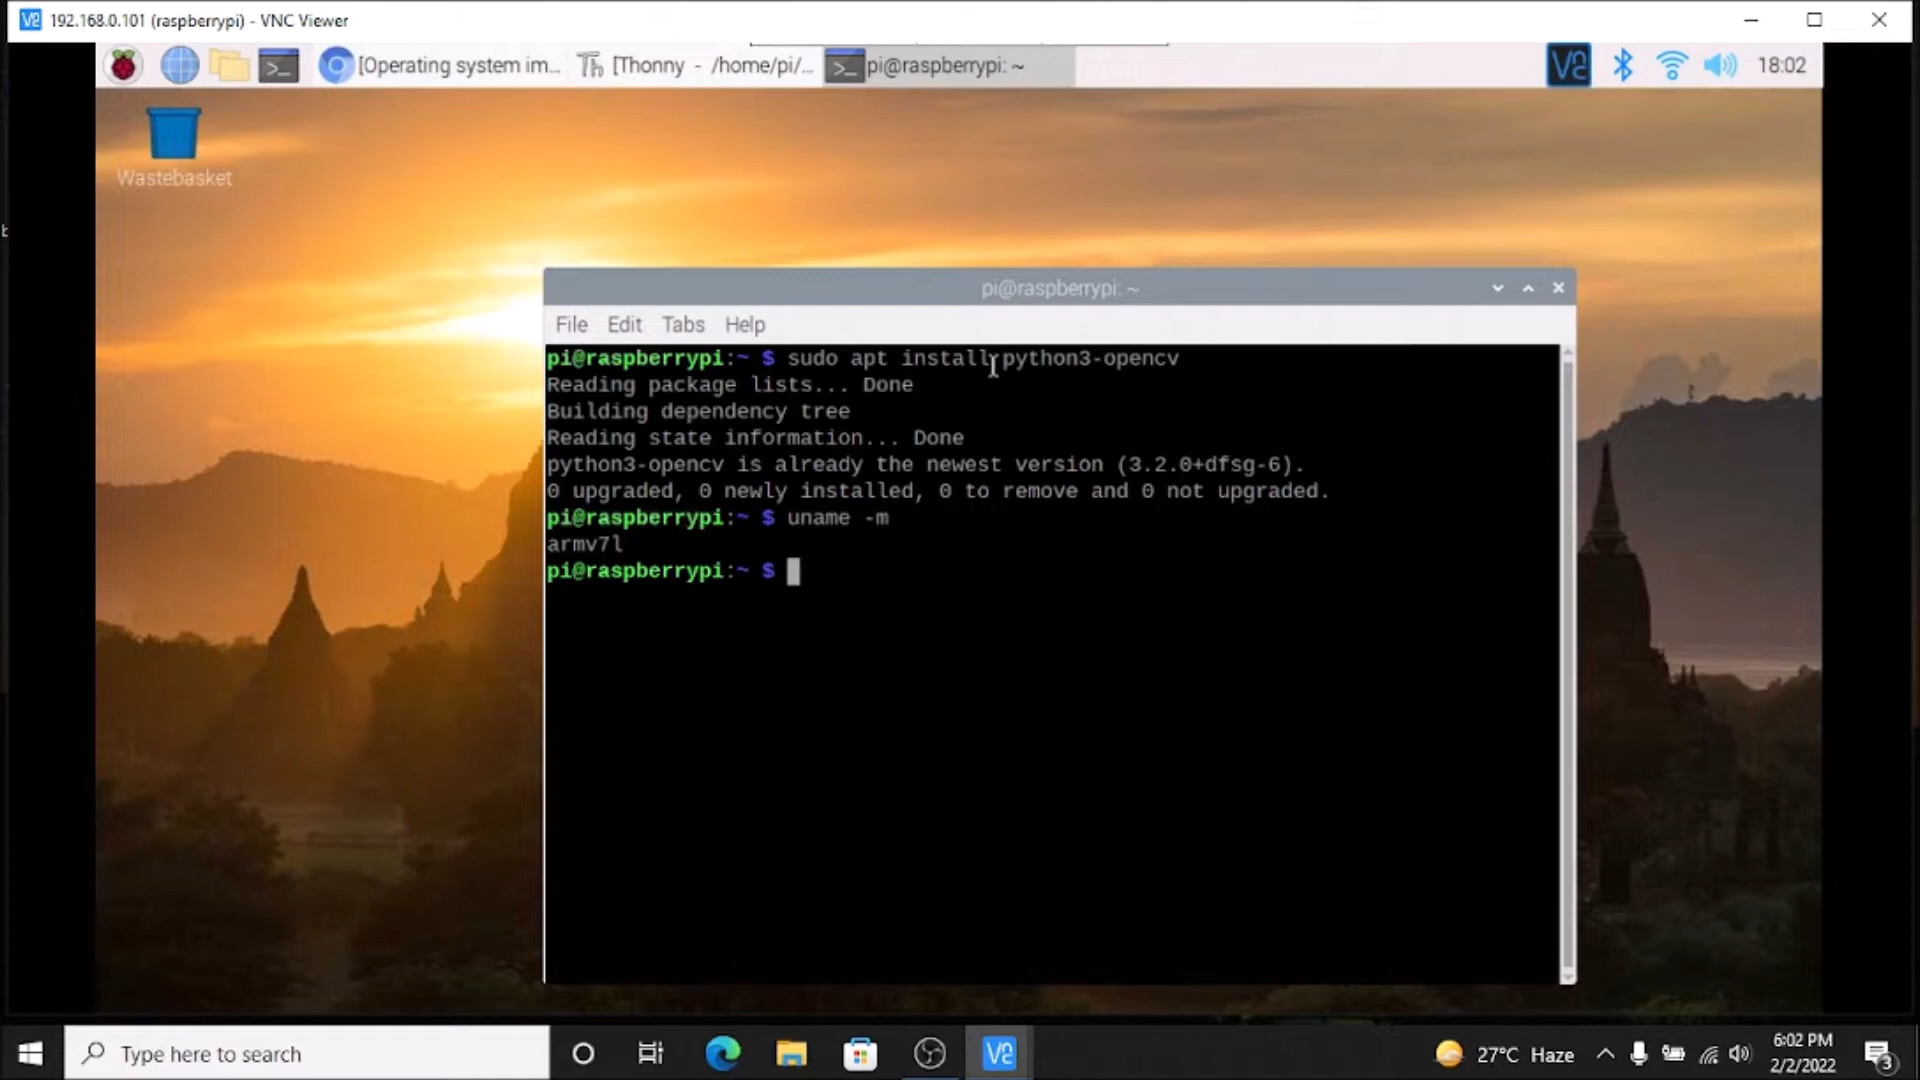 192.168.0.101 (raspberrypi) - VNC Viewer
[Operating system im... [Thonny - /home/pi/... pi@raspberrypi: ~ 18:02
Wastebasket
pi@raspberrypi: ~
File Edit Tabs Help
pi@raspberrypi:~ $ sudo apt install python3-opencv
Reading package lists... Done
Building dependency tree
Reading state information... Done
python3-opencv is already the newest version (3.2.0+dfsg-6).
0 upgraded, 0 newly installed, 0 to remove and 0 not upgraded.
pi@raspberrypi:~ $ uname -m
armv7l
pi@raspberrypi:~ $
Type here to search
27°C Haze
6:02 PM
2/2/2022
3